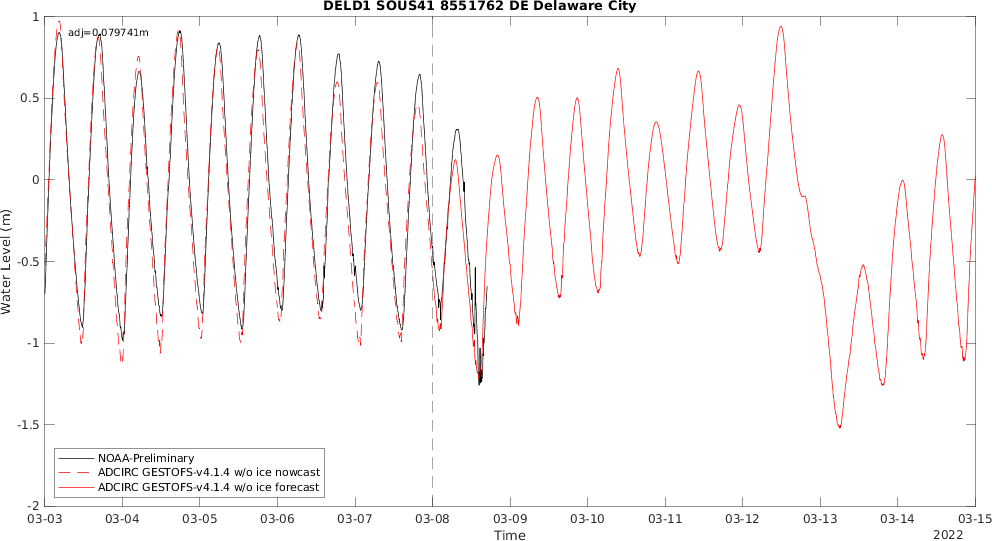 DELD1 SOUS41 8551762 DE Delaware City
adj=0.079741m
1
0.5
0
-0.5
-1
-1.5
-2
Water Level (m)
NOAA-Preliminary
ADCIRC GESTOFS-v4.1.4 w/o ice nowcast
ADCIRC GESTOFS-v4.1.4 w/o ice forecast
03-03 03-04 03-05 03-06 03-07 03-08 03-09 03-10 03-11 03-12 03-13 03-14 03-15
Time
2022